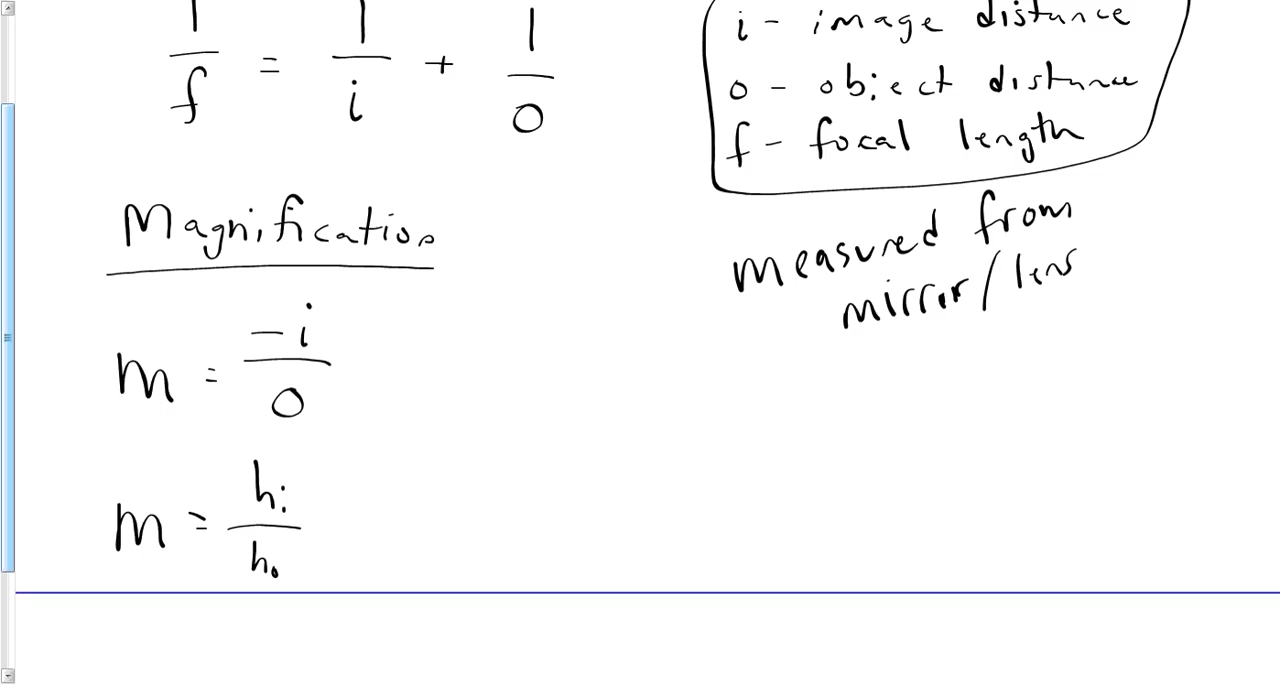 1/f = 1/i + 1/o
i - image distance
o - object distance
f - focal length
measured from
mirror/lens
Magnification
m = -i/o
m = hi/ho